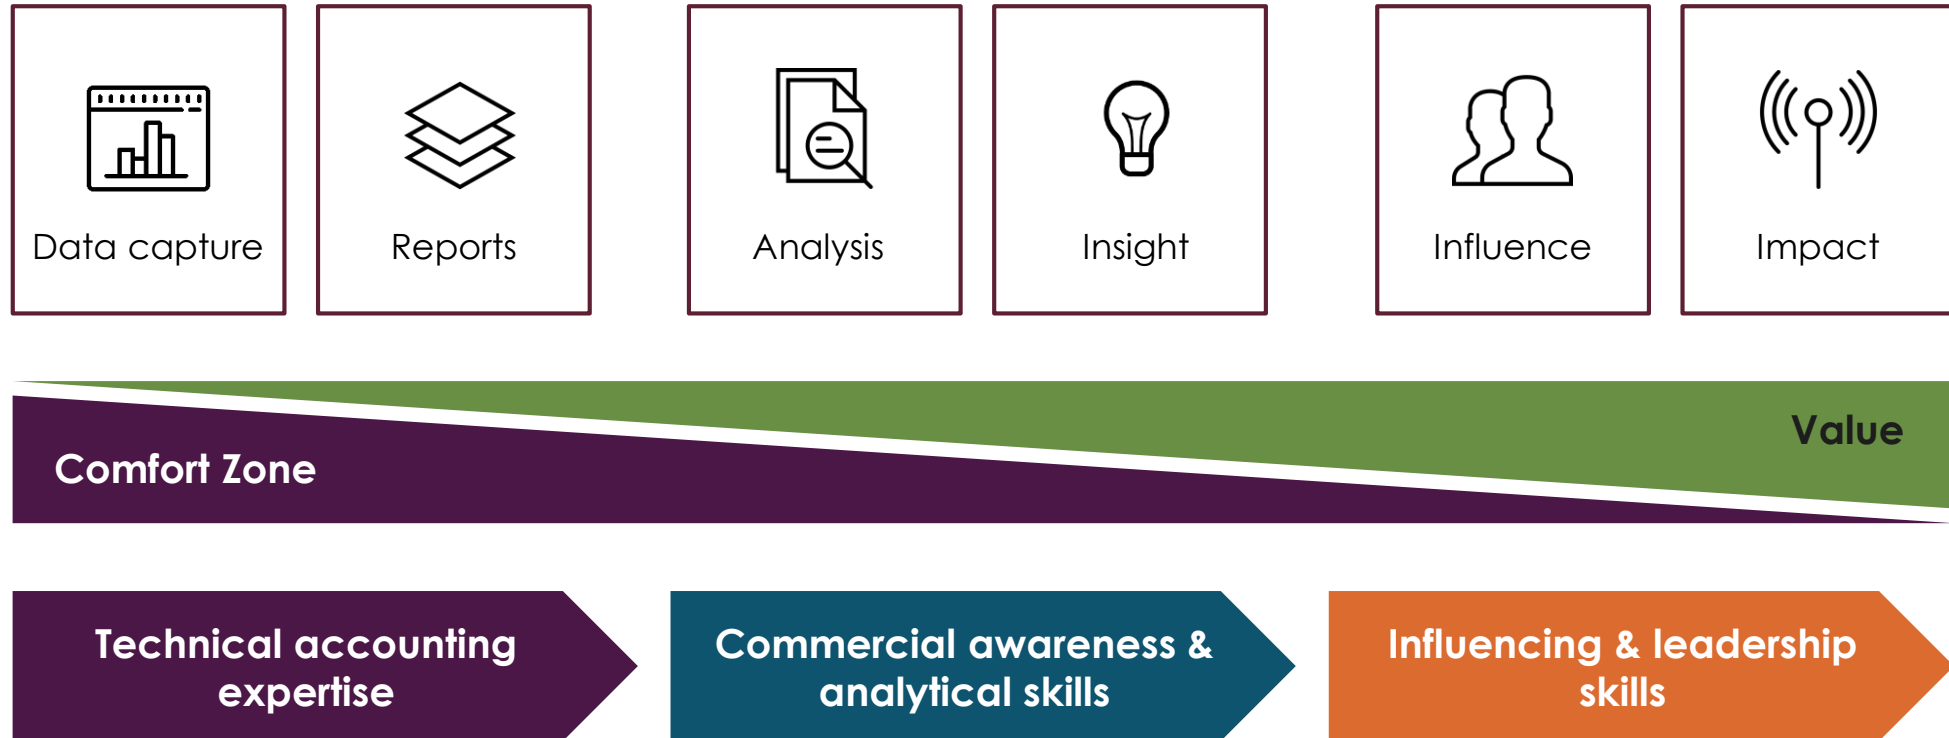 Data capture
Reports
Analysis
Insight
Influence
Impact
Value
Comfort Zone
Technical accounting
expertise
Commercial awareness &
analytical skills
Influencing & leadership
skills